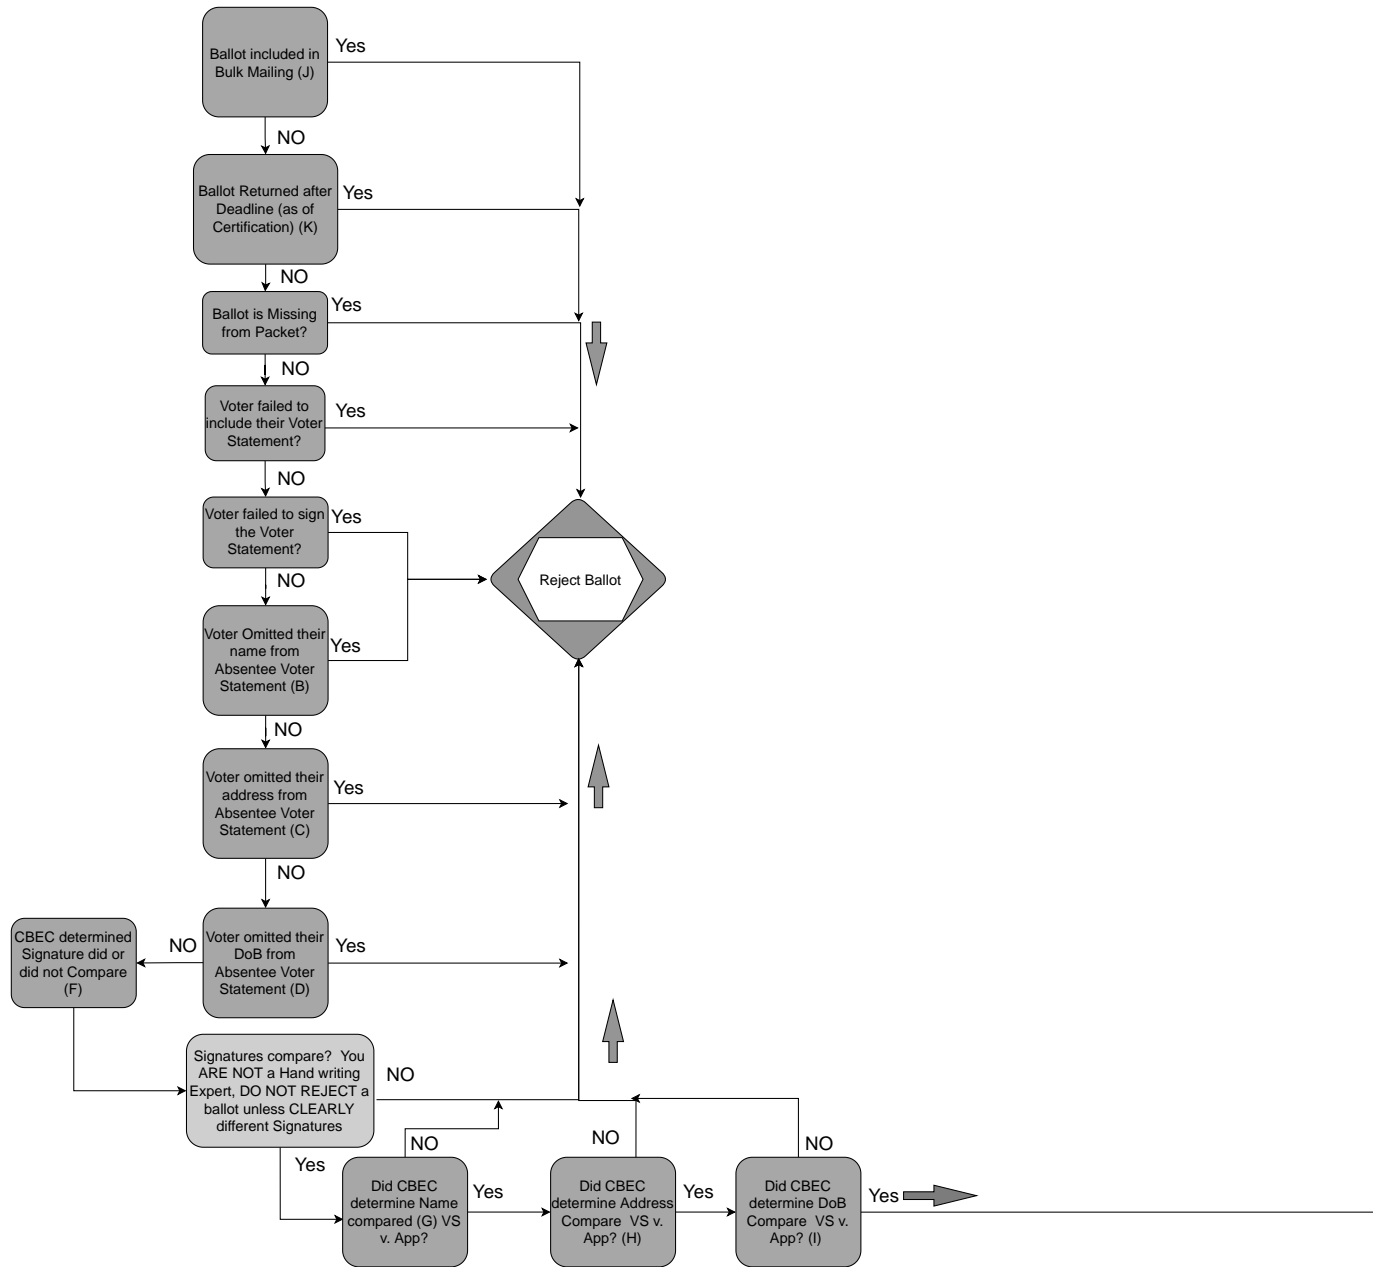 Ballot included in
Bulk Mailing (J)
Yes
NO
Ballot Returned after
Deadline (as of
Certification) (K)
Yes
NO
Ballot is Missing
from Packet?
Yes
NO
Voter failed to
include their Voter
Statement?
Yes
NO
Voter failed to sign
the Voter
Statement?
Yes
NO
Reject Ballot
Voter Omitted their
name from
Absentee Voter
Statement (B)
Yes
NO
Voter omitted their
address from
Absentee Voter
Statement (C)
Yes
NO
Voter omitted their
DoB from
Absentee Voter
Statement (D)
Yes
NO
CBEC determined
Signature did or
did not Compare
(F)
Signatures compare? You
ARE NOT a Hand writing
Expert, DO NOT REJECT a
ballot unless CLEARLY
different Signatures
NO
Yes
Did CBEC
determine Name
compared (G) VS
v. App?
NO
Yes
Did CBEC
determine Address
Compare VS v.
App? (H)
NO
Yes
Did CBEC
determine DoB
Compare VS v.
App? (I)
NO
Yes